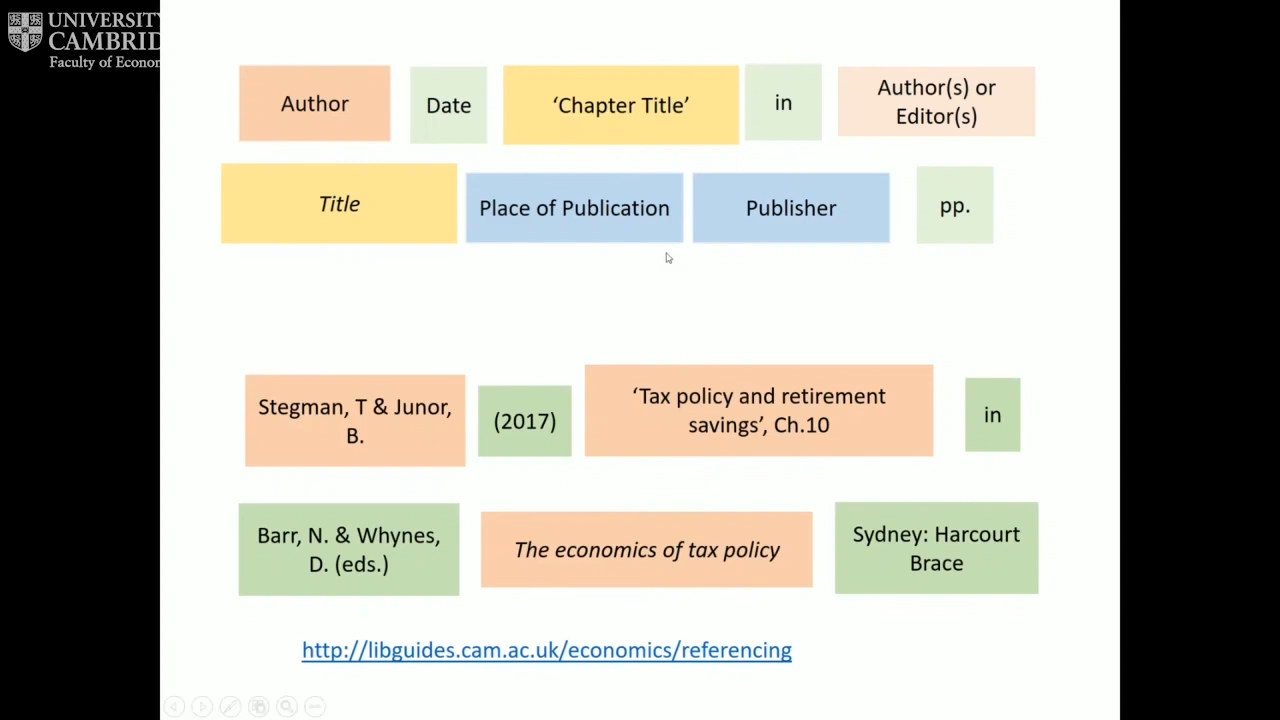 UNIVERSITY
CAMBRID
Faculty of Econom
Author
Date
‘Chapter Title’
in
Author(s) or
Editor(s)
Title
Place of Publication
Publisher
pp.
Stegman, T & Junor,
B.
(2017)
‘Tax policy and retirement
savings’, Ch.10
in
Barr, N. & Whynes,
D. (eds.)
The economics of tax policy
Sydney: Harcourt
Brace
http://libguides.cam.ac.uk/economics/referencing